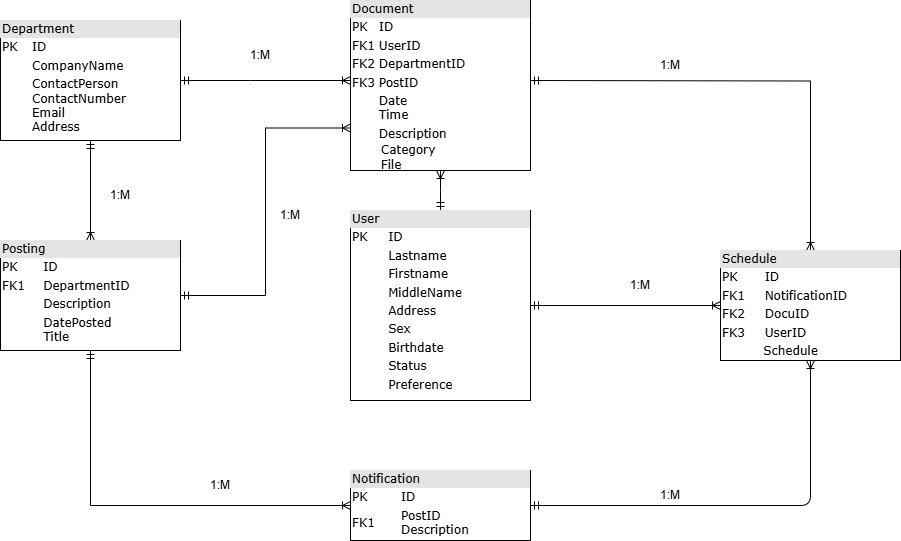 Department
PK ID
CompanyName
ContactPerson
ContactNumber
Email
Address
1:M
Document
PK ID
FK1 UserID
FK2 DepartmentID
FK3 PostID
Date
Time
Description
Category
File
1:M
1:M
1:M
Posting
PK ID
FK1 DepartmentID
Description
DatePosted
Title
User
PK ID
Lastname
Firstname
MiddleName
Address
Sex
Birthdate
Status
Preference
1:M
Schedule
PK ID
FK1 NotificationID
FK2 DocuID
FK3 UserID
Schedule
1:M
Notification
PK ID
FK1 PostID
Description
1:M